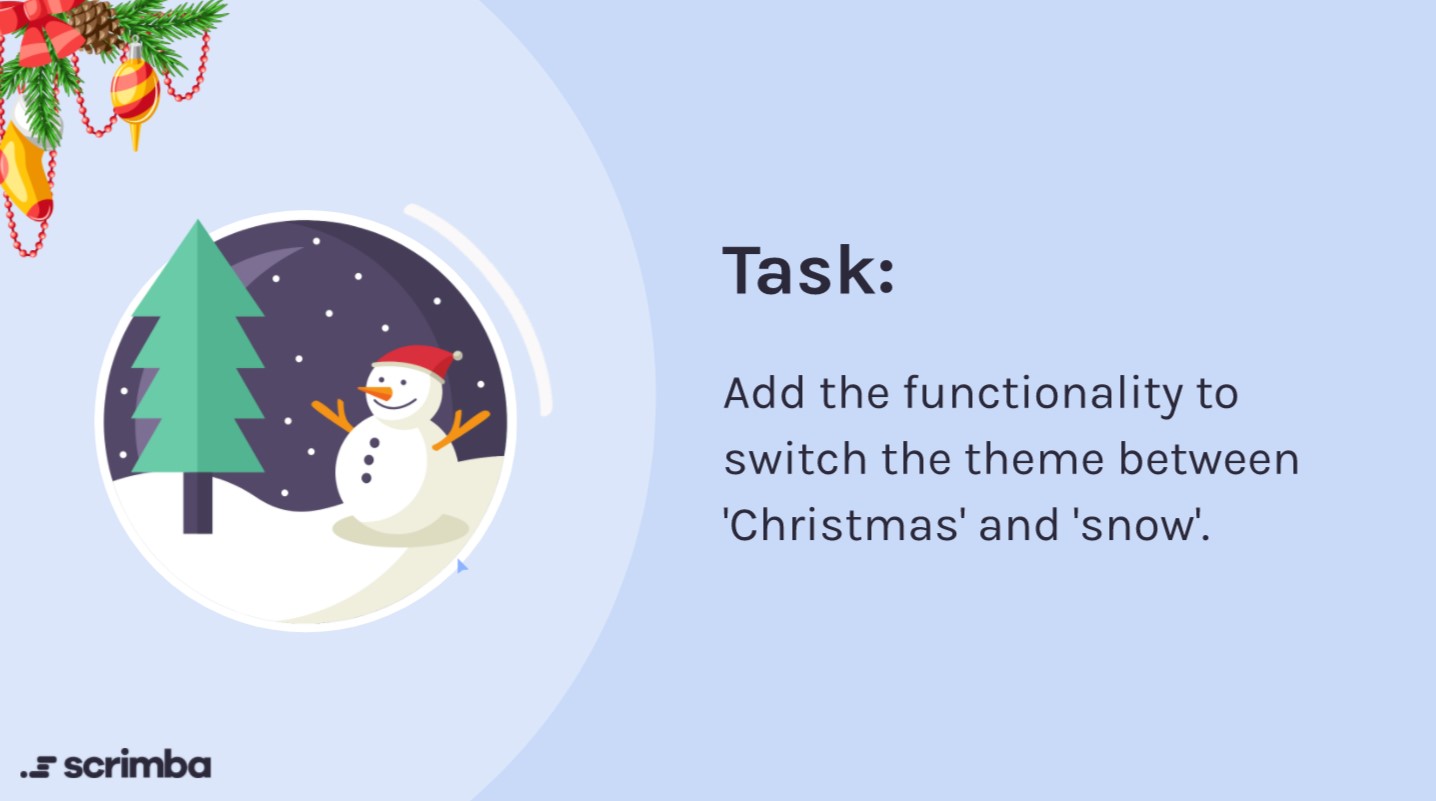 Task:
Add the functionality to
switch the theme between
'Christmas' and 'snow'.
scrimba